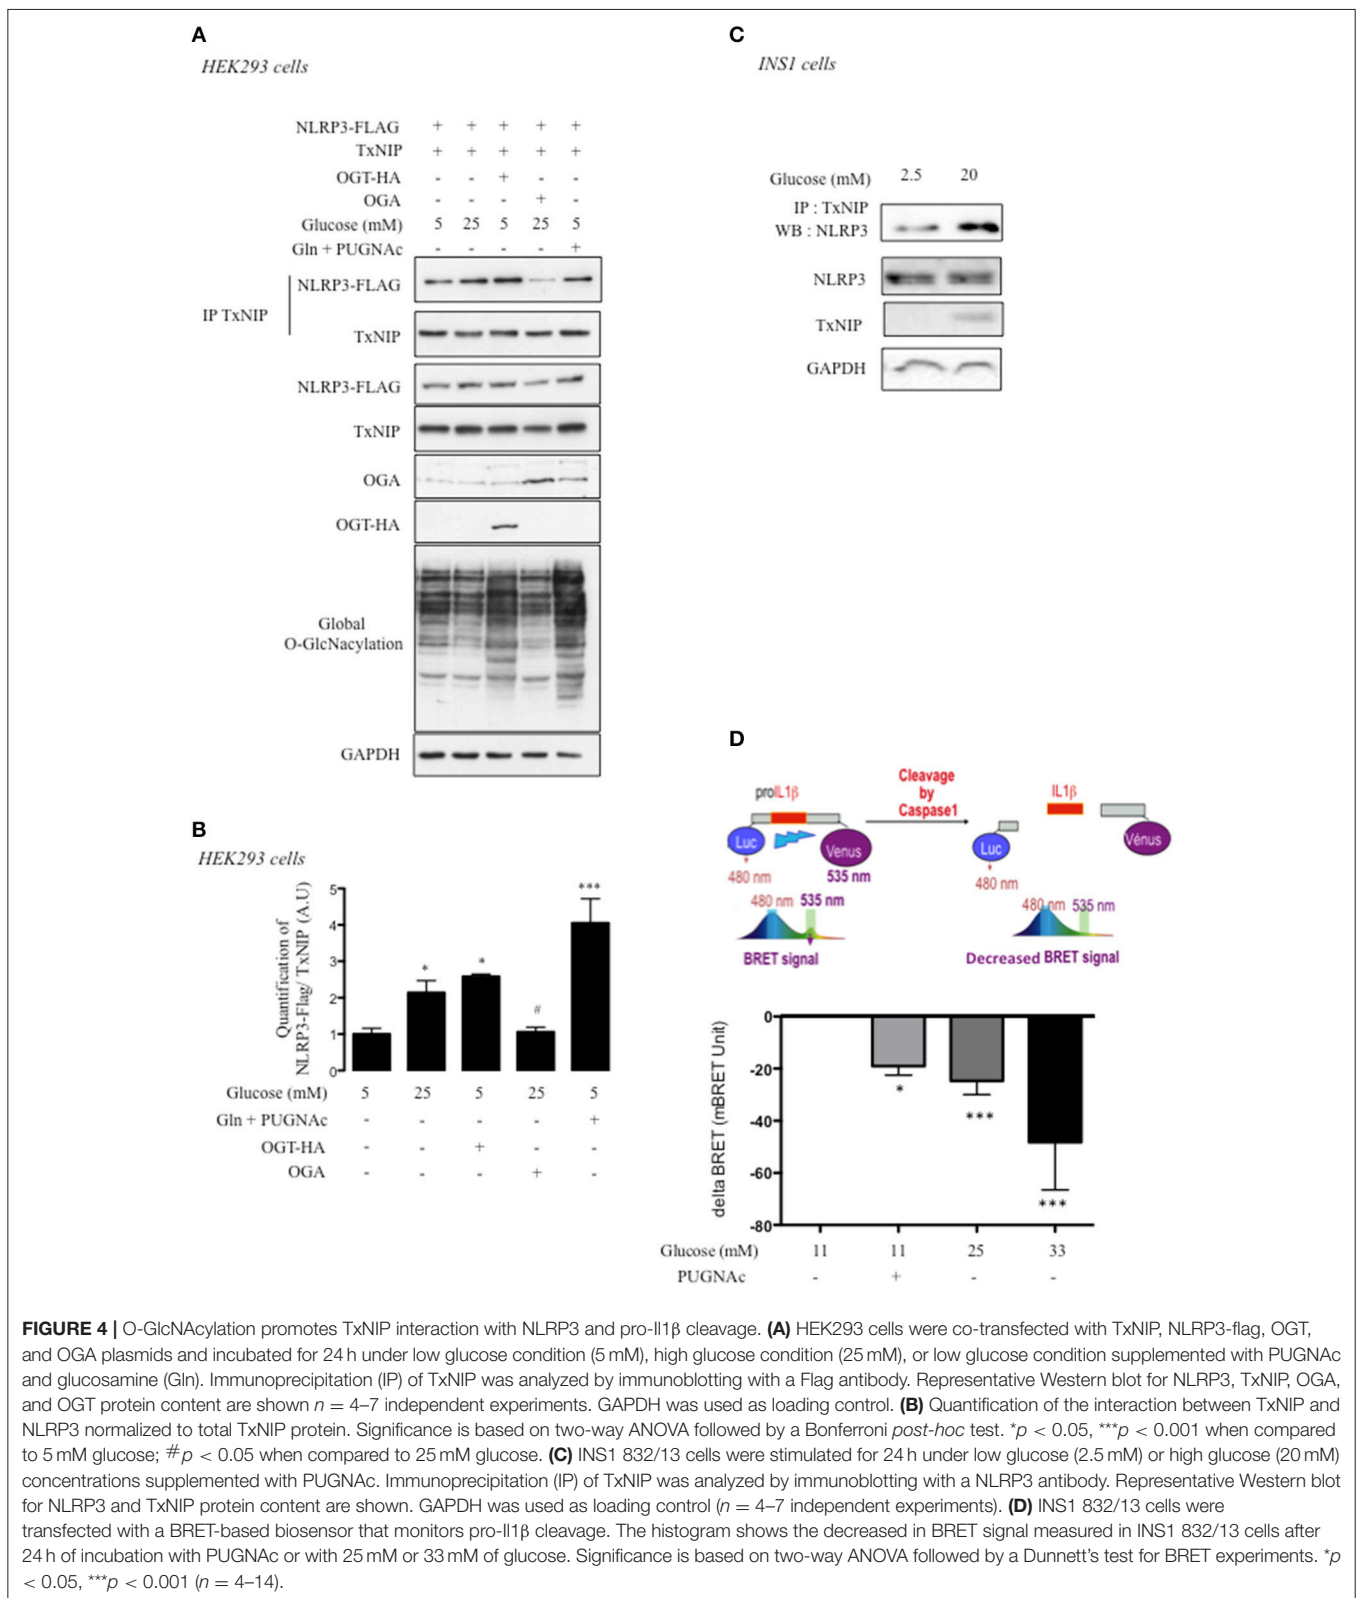 A
HEK293 cells
NLRP3-FLAG + + + + +
TxNIP + + + + +
OGT-HA - - + - -
OGA - - - + -
Glucose (mM) 5 25 5 25 5
Gln + PUGNAc - - - - +
IP TxNIP
NLRP3-FLAG
TxNIP
NLRP3-FLAG
TxNIP
OGA
OGT-HA
Global
O-GlcNacylation
GAPDH
B
HEK293 cells
Quantification of
NLRP3-Flag/ TxNIP (A.U)
5
4
3
2
1
0
* * # ***
Glucose (mM) 5 25 5 25 5
Gln + PUGNAc - - - - +
OGT-HA - - + - -
OGA - - - + -
C
INS1 cells
Glucose (mM) 2.5 20
IP : TxNIP
WB : NLRP3
NLRP3
TxNIP
GAPDH
D
proIL1β
Luc
Venus
480 nm
535 nm
480 nm 535 nm
BRET signal
Cleavage
by
Caspase1
IL1β
Luc
Vénus
480 nm
480 nm 535 nm
Decreased BRET signal
delta BRET (mBRET Unit)
0
-20
-40
-60
-80
* *** ***
Glucose (mM) 11 11 25 33
PUGNAc - + - -
FIGURE 4 | O-GlcNAcylation promotes TxNIP interaction with NLRP3 and pro-Il1β cleavage. (A) HEK293 cells were co-transfected with TxNIP, NLRP3-flag, OGT,
and OGA plasmids and incubated for 24 h under low glucose condition (5 mM), high glucose condition (25 mM), or low glucose condition supplemented with PUGNAc
and glucosamine (Gln). Immunoprecipitation (IP) of TxNIP was analyzed by immunoblotting with a Flag antibody. Representative Western blot for NLRP3, TxNIP, OGA,
and OGT protein content are shown n = 4–7 independent experiments. GAPDH was used as loading control. (B) Quantification of the interaction between TxNIP and
NLRP3 normalized to total TxNIP protein. Significance is based on two-way ANOVA followed by a Bonferroni post-hoc test. *p < 0.05, ***p < 0.001 when compared
to 5 mM glucose; #p < 0.05 when compared to 25 mM glucose. (C) INS1 832/13 cells were stimulated for 24 h under low glucose (2.5 mM) or high glucose (20 mM)
concentrations supplemented with PUGNAc. Immunoprecipitation (IP) of TxNIP was analyzed by immunoblotting with a NLRP3 antibody. Representative Western blot
for NLRP3 and TxNIP protein content are shown. GAPDH was used as loading control (n = 4–7 independent experiments). (D) INS1 832/13 cells were
transfected with a BRET-based biosensor that monitors pro-Il1β cleavage. The histogram shows the decreased in BRET signal measured in INS1 832/13 cells after
24 h of incubation with PUGNAc or with 25 mM or 33 mM of glucose. Significance is based on two-way ANOVA followed by a Dunnett's test for BRET experiments. *p
< 0.05, ***p < 0.001 (n = 4–14).